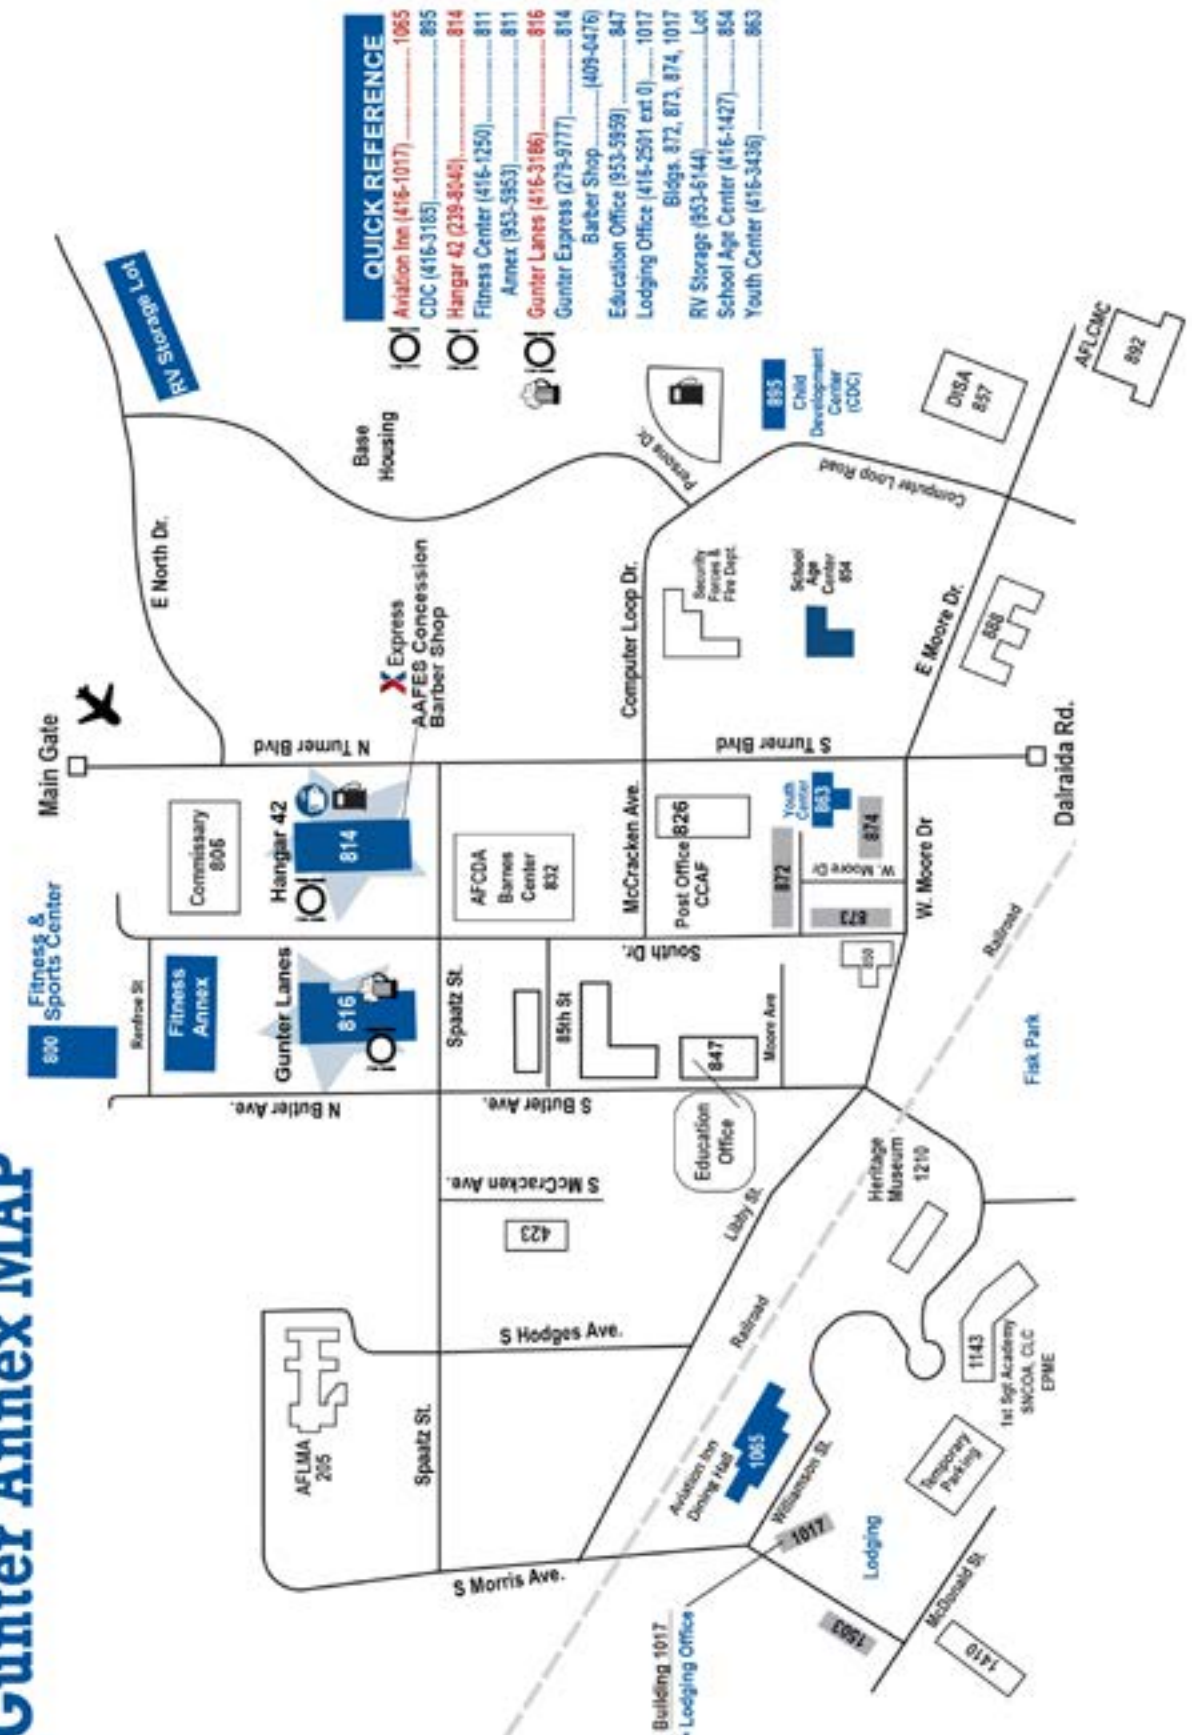 Gunter Annex MAP
QUICK REFERENCE
Aviation Inn (416-1017) 1065
CDC (416-3185) 895
Hangar 42 (239-8040) 814
Fitness Center (416-1250) 811
Annex (953-5953) 811
Gunter Lanes (416-3186) 816
Gunter Express (279-9777) 814
Barber Shop (409-0476)
Education Office (953-5959) 847
Lodging Office (416-2501 ext 0) 1017
Bldgs. 872, 873, 874, 1017
RV Storage (953-6144) Lot
School Age Center (416-1427) 854
Youth Center (416-3436) 863
RV Storage Lot
Main Gate
E North Dr.
Base
Housing
800
Fitness &
Sports Center
Renfroe St
Fitness
Annex
Commissary
806
N Turner Blvd
Hangar 42
814
Gunter Lanes
816
N Butler Ave.
X Express
AAFES Concession
Barber Shop
AFLMA
205
Spaatz St.
Spaatz St.
AFCDA
Barnes
Center
832
85th St
S Butler Ave.
S McCracken Ave.
423
S Hodges Ave.
S Morris Ave.
McCracken Ave.
Computer Loop Dr.
Persons Dr.
Security
Forces &
Fire Dept.
Post Office 826
CCAF
South Dr.
847
Education
Office
Moore Ave
S Turner Blvd
895
Child
Development
Center
(CDC)
Computer Loop Road
School
Age
Center
854
Youth
Center
863
872
874
873
W. Moore Dr
W. Moore Dr
850
Libby St.
Railroad
Aviation Inn
Dining Hall
1065
Williamson St.
1017
Building 1017
Lodging Office
Lodging
1503
McDonald St.
1410
Temporary
Parking
1143
1st Sgt Academy
SNCOA, CLC
EPME
Heritage
Museum
1210
Fisk Park
Railroad
E Moore Dr.
888
DISA
857
AFLCMC
892
Dalraida Rd.